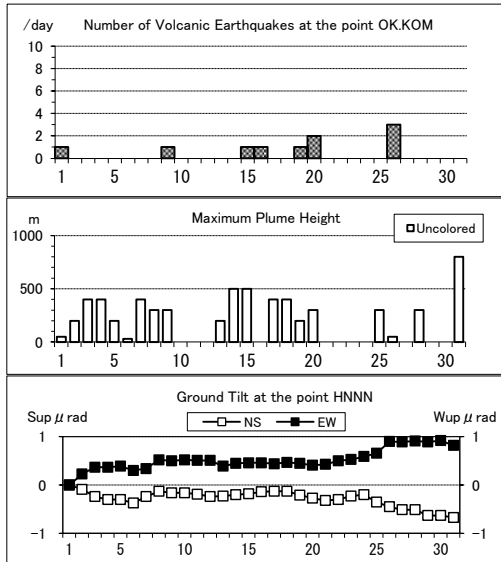 /day Number of Volcanic Earthquakes at the point OK.KOM
10
8
6
4
2
0
1 5 10 15 20 25 30
m Maximum Plume Height
Uncolored
1000
500
0
1 5 10 15 20 25 30
Ground Tilt at the point HNNN
Sup μ rad NS EW Wup μ rad
1 1
0 0
-1 -1
1 5 10 15 20 25 30